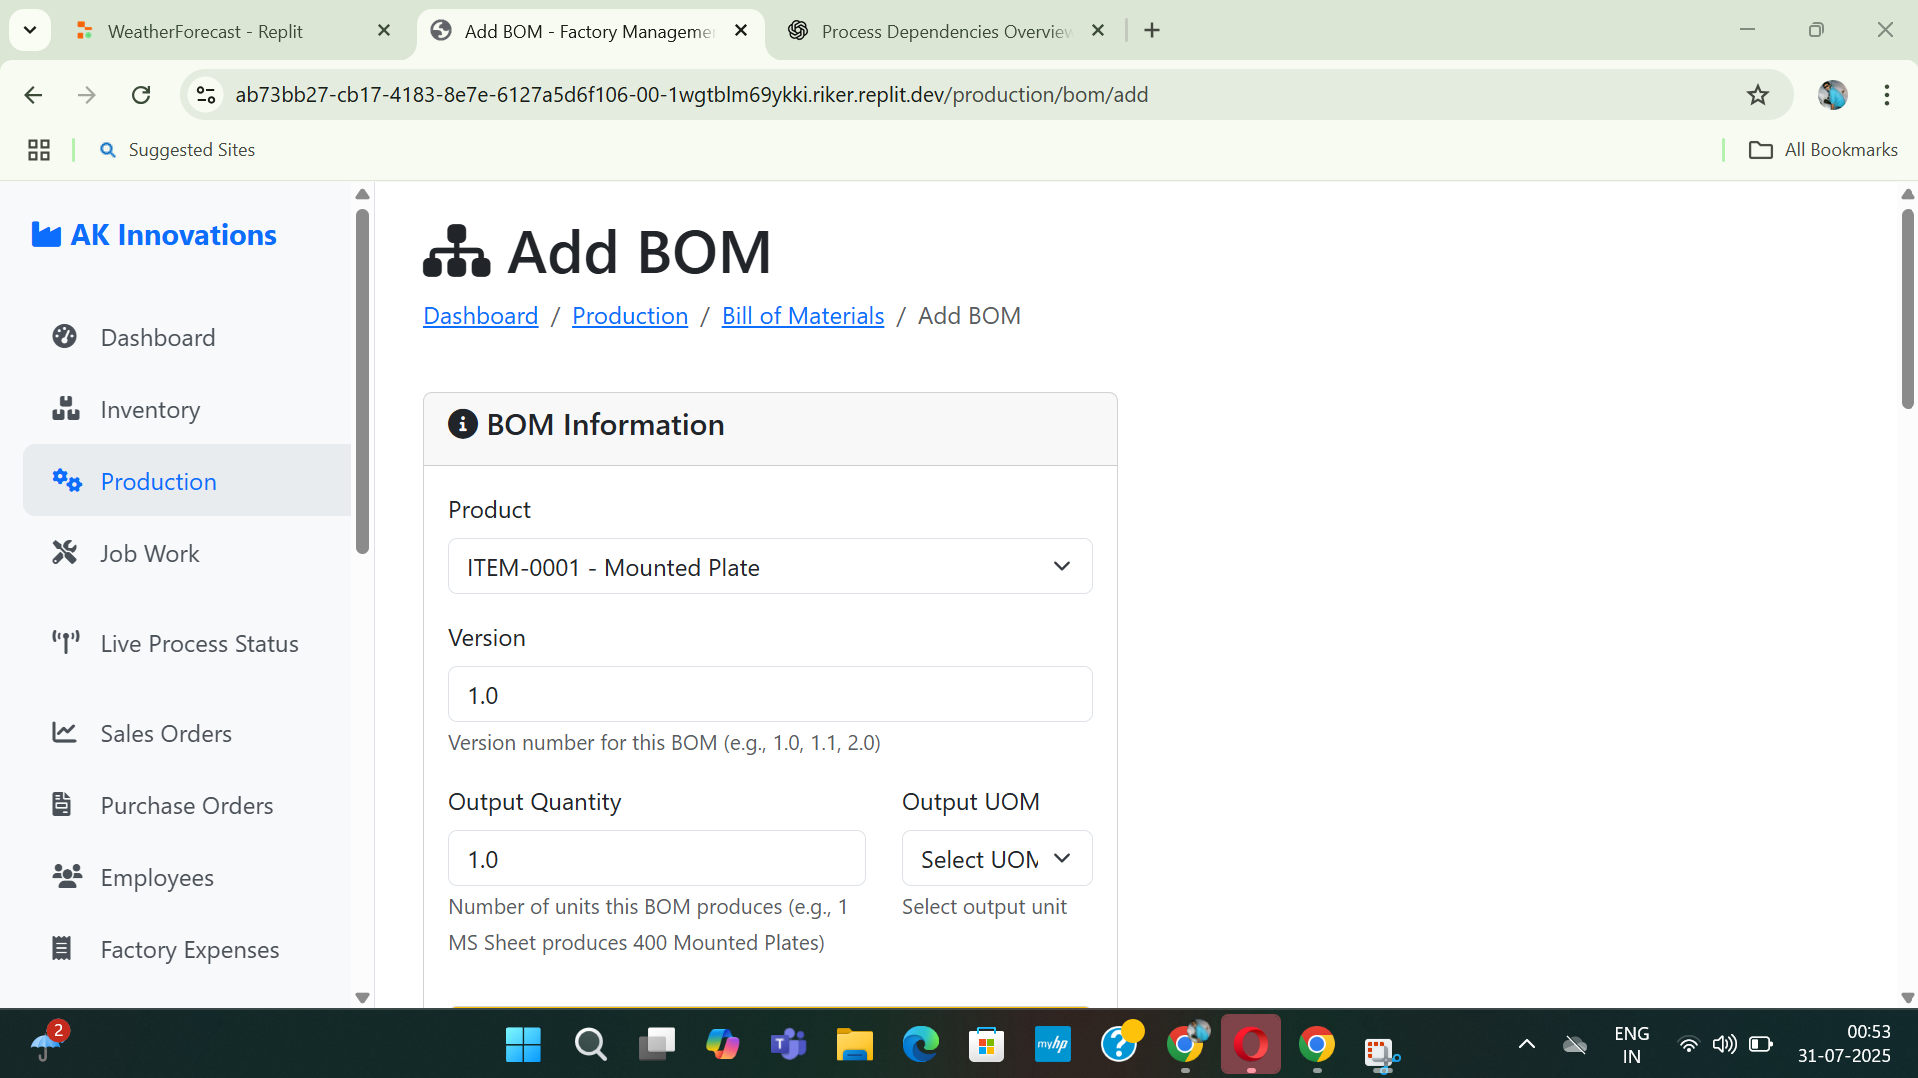 WeatherForecast - Replit
Add BOM - Factory Manageme
Process Dependencies Overview
ab73bb27-cb17-4183-8e7e-6127a5d6f106-00-1wgtblm69ykki.riker.replit.dev/production/bom/add
Suggested Sites
All Bookmarks
AK Innovations
Dashboard
Inventory
Production
Job Work
Live Process Status
Sales Orders
Purchase Orders
Employees
Factory Expenses
Add BOM
Dashboard / Production / Bill of Materials / Add BOM
BOM Information
Product
ITEM-0001 - Mounted Plate
Version
1.0
Version number for this BOM (e.g., 1.0, 1.1, 2.0)
Output Quantity
1.0
Number of units this BOM produces (e.g., 1
MS Sheet produces 400 Mounted Plates)
Output UOM
Select UOM
Select output unit
2
myhp
ENG
IN
00:53
31-07-2025